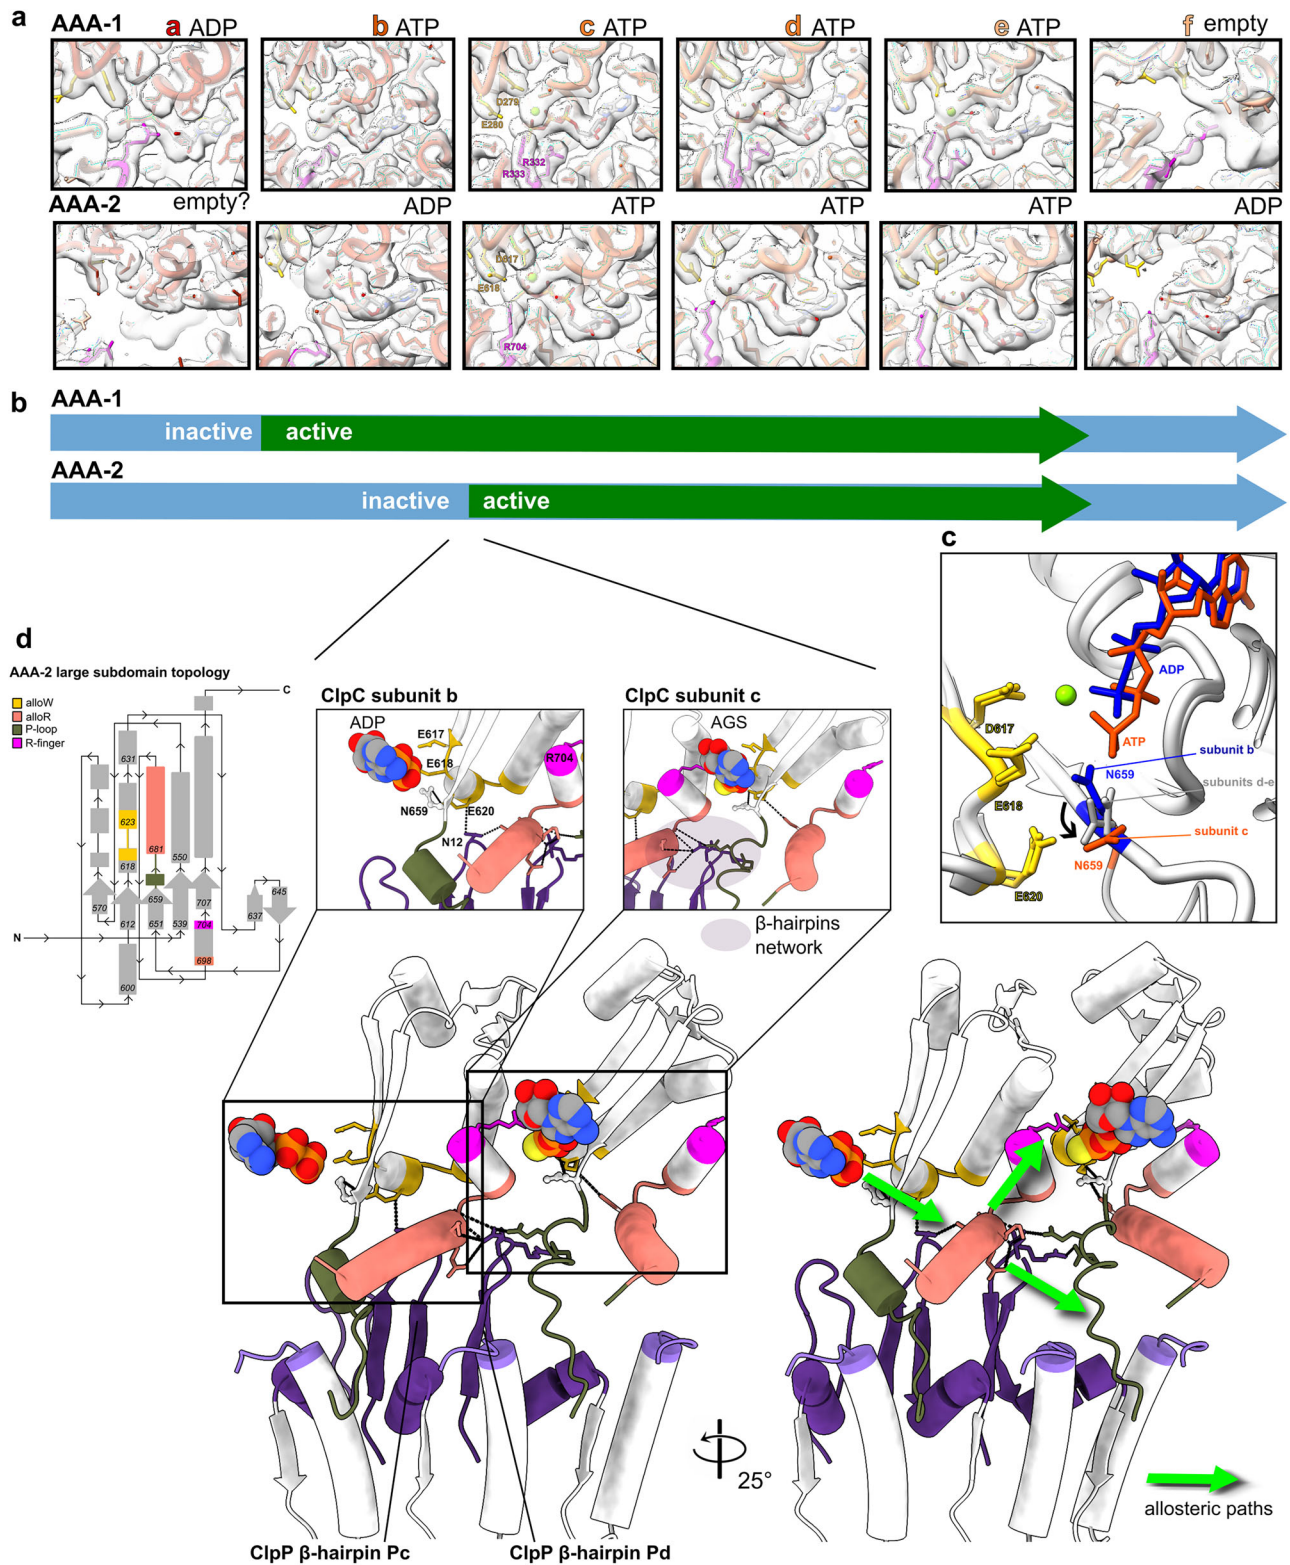 a
AAA-1
a ADP
b ATP
c ATP
d ATP
e ATP
f empty
D279
E280
R332
R333
AAA-2
empty?
ADP
ATP
ATP
ATP
ADP
D617
E618
R704
b
AAA-1
inactive
active
AAA-2
inactive
active
c
ADP
D617
ATP
subunit b
N659
subunits d-e
E618
subunit c
N659
E620
d
AAA-2 large subdomain topology
alloW
alloR
P-loop
R-finger
C
631
623
681
618
550
570
659
707
645
637
612
651
539
704
N
698
600
ClpC subunit b
ADP
E617
E618
R704
N659
E620
N12
ClpC subunit c
AGS
β-hairpins
network
25°
allosteric paths
ClpP β-hairpin Pc
ClpP β-hairpin Pd